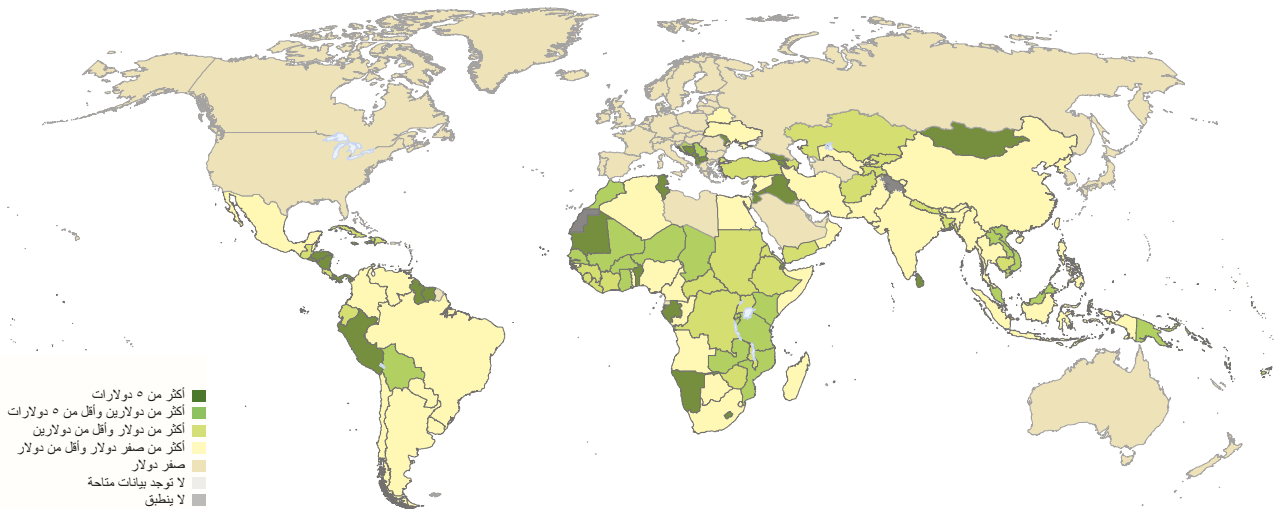 أكثر من ٥ دولارات
أكثر من دولارين وأقل من ٥ دولارات
أكثر من دولار وأقل من دولارين
أكثر من صفر دولار وأقل من دولار
صفر دولار
لا توجد بيانات متاحة
لا ينطبق